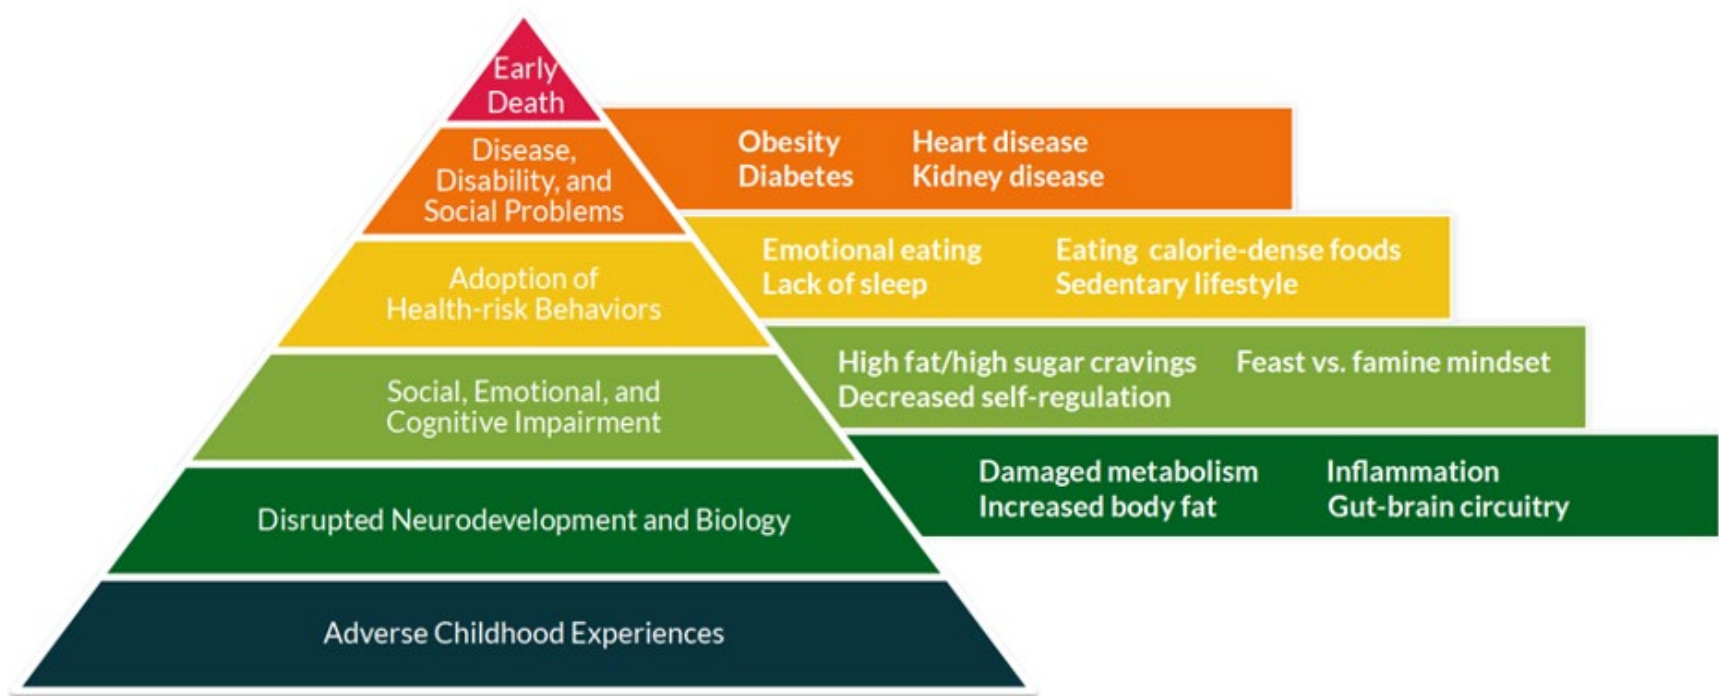 Early
Death
Disease,
Disability, and
Social Problems
Obesity Heart disease
Diabetes Kidney disease
Adoption of
Health-risk Behaviors
Emotional eating Eating calorie-dense foods
Lack of sleep Sedentary lifestyle
Social, Emotional, and
Cognitive Impairment
High fat/high sugar cravings Feast vs. famine mindset
Decreased self-regulation
Disrupted Neurodevelopment and Biology
Damaged metabolism Inflammation
Increased body fat Gut-brain circuitry
Adverse Childhood Experiences